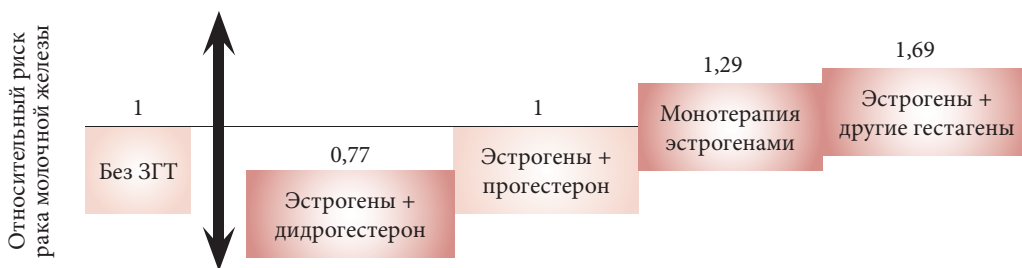 Относительный риск
рака молочной железы
1
Без ЗГТ
0,77
Эстрогены +
дидрогестерон
1
Эстрогены +
прогестерон
1,29
Монотерапия
эстрогенами
1,69
Эстрогены +
другие гестагены